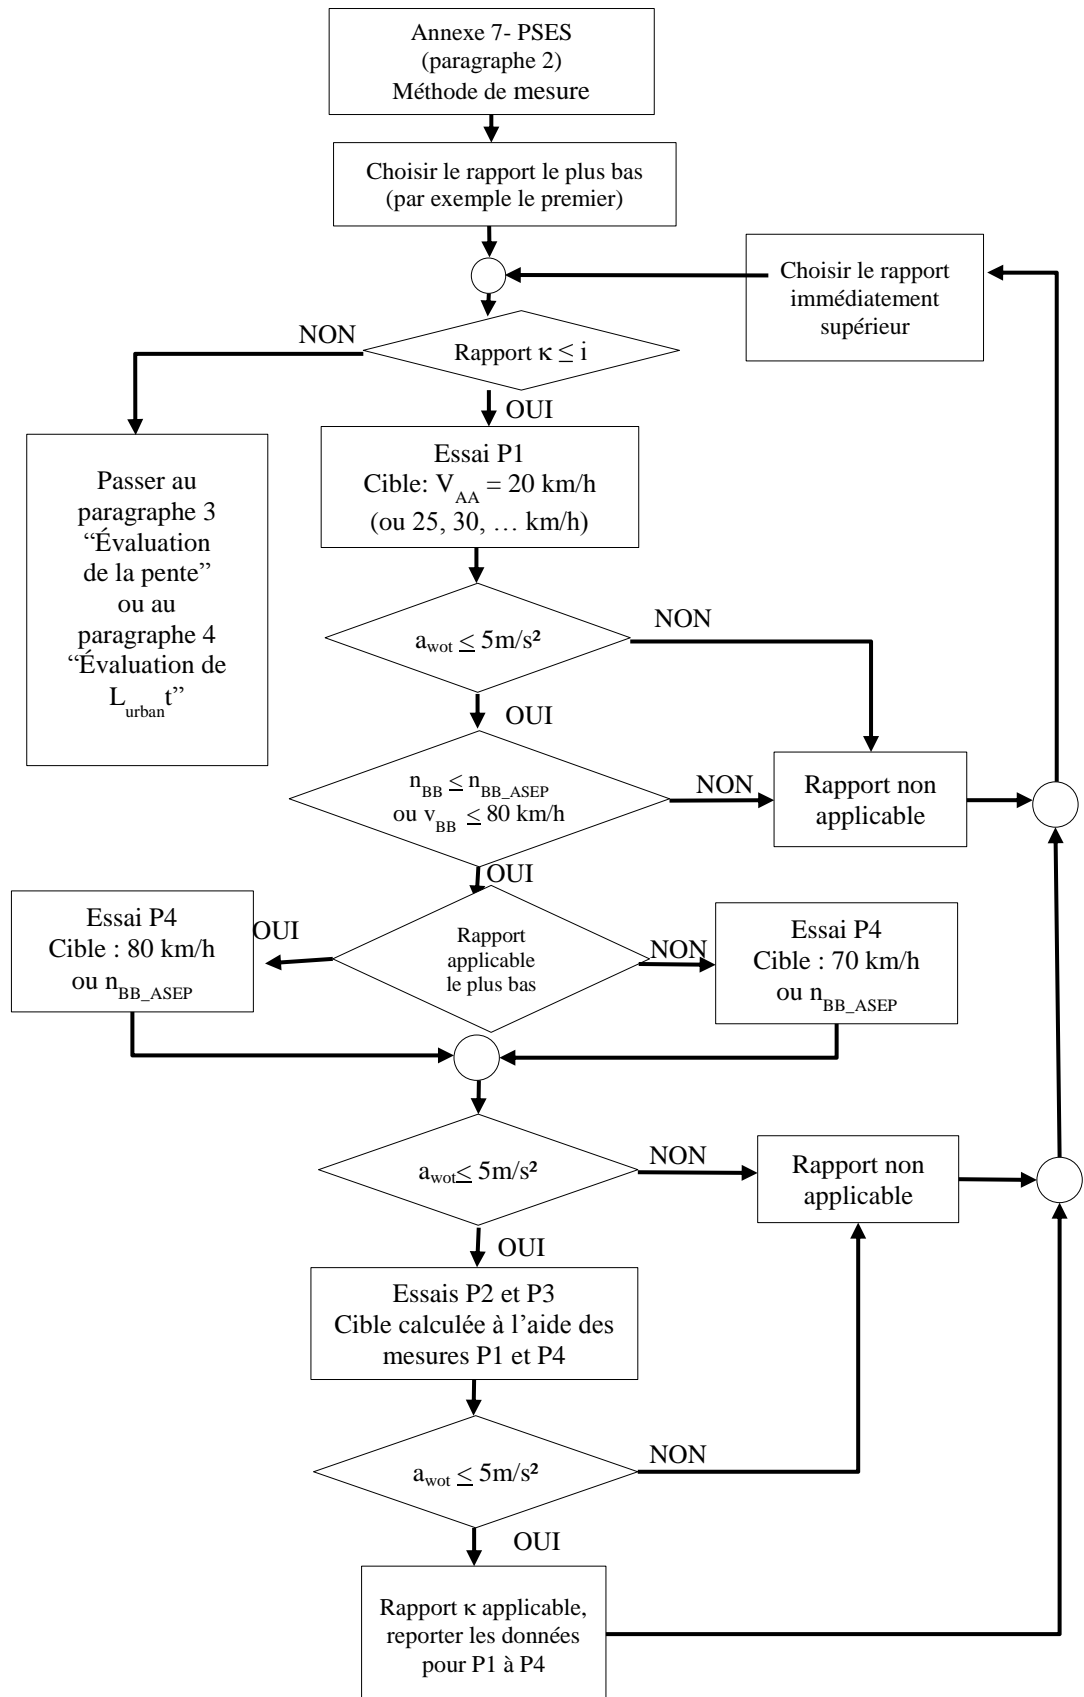 Annexe 7- PSES
(paragraphe 2)
Méthode de mesure
Choisir le rapport le plus bas
(par exemple le premier)
Choisir le rapport
immédiatement
supérieur
NON
Rapport κ ≤ i
OUI
Passer au
paragraphe 3
“Évaluation
de la pente”
ou au
paragraphe 4
“Évaluation de
L_urban t”
Essai P1
Cible: V_AA = 20 km/h
(ou 25, 30, … km/h)
NON
a_wot ≤ 5m/s²
OUI
n_BB ≤ n_BB_ASEP
ou v_BB ≤ 80 km/h
NON
Rapport non
applicable
OUI
Essai P4
Cible : 80 km/h
ou n_BB_ASEP
OUI
Rapport
applicable
le plus bas
NON
Essai P4
Cible : 70 km/h
ou n_BB_ASEP
a_wot ≤ 5m/s²
NON
Rapport non
applicable
OUI
Essais P2 et P3
Cible calculée à l’aide des
mesures P1 et P4
a_wot ≤ 5m/s²
NON
OUI
Rapport κ applicable,
reporter les données
pour P1 à P4